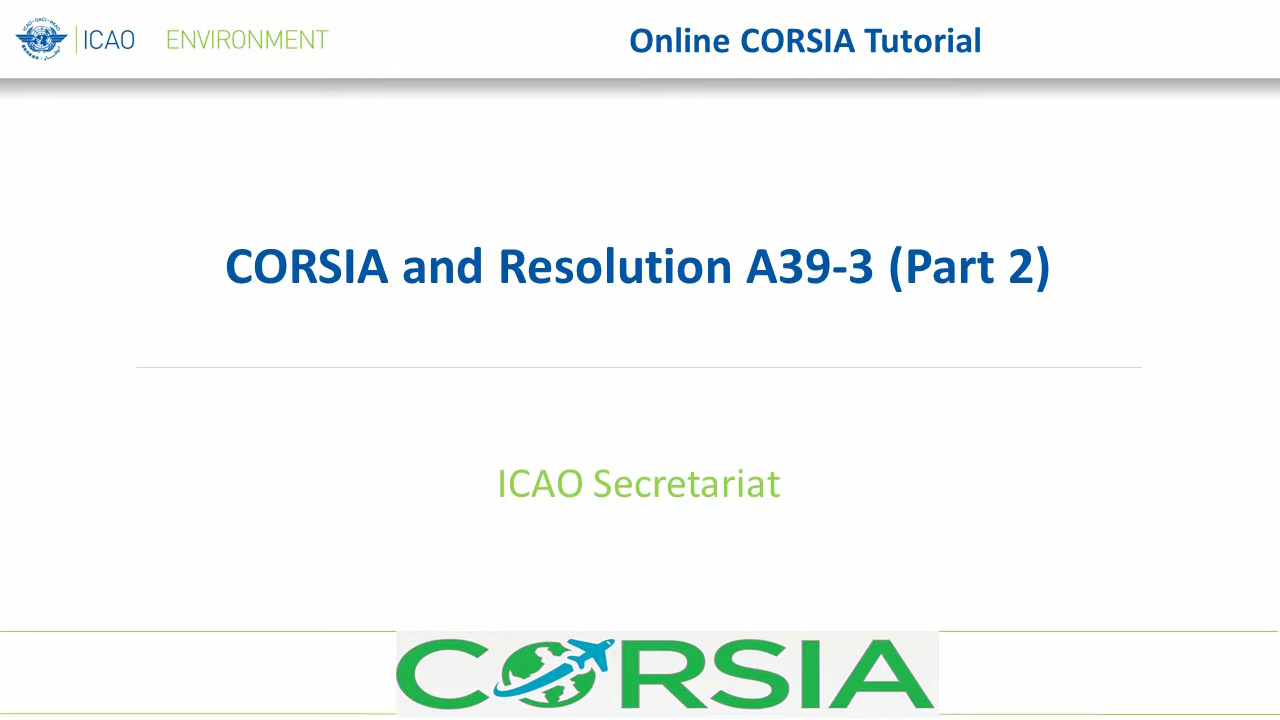 ICAO ENVIRONMENT
Online CORSIA Tutorial
CORSIA and Resolution A39-3 (Part 2)
ICAO Secretariat
CORSIA